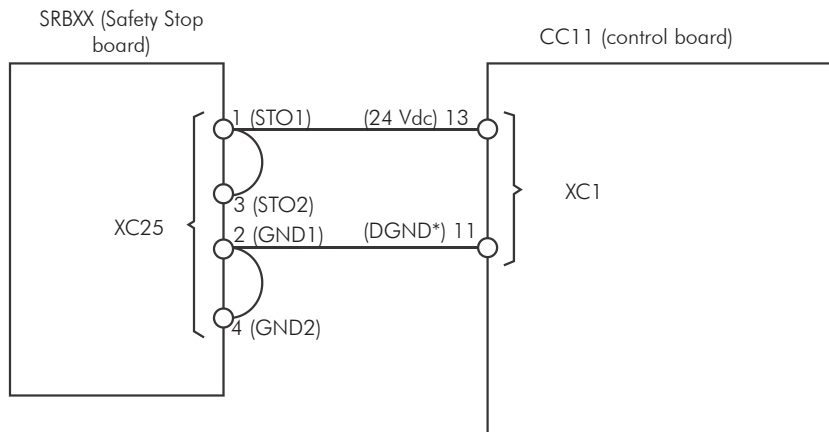 SRBXX (Safety Stop
board)
CC11 (control board)
1 (STO1)
(24 Vdc) 13
3 (STO2)
XC25
XC1
2 (GND1)
(DGND*) 11
4 (GND2)